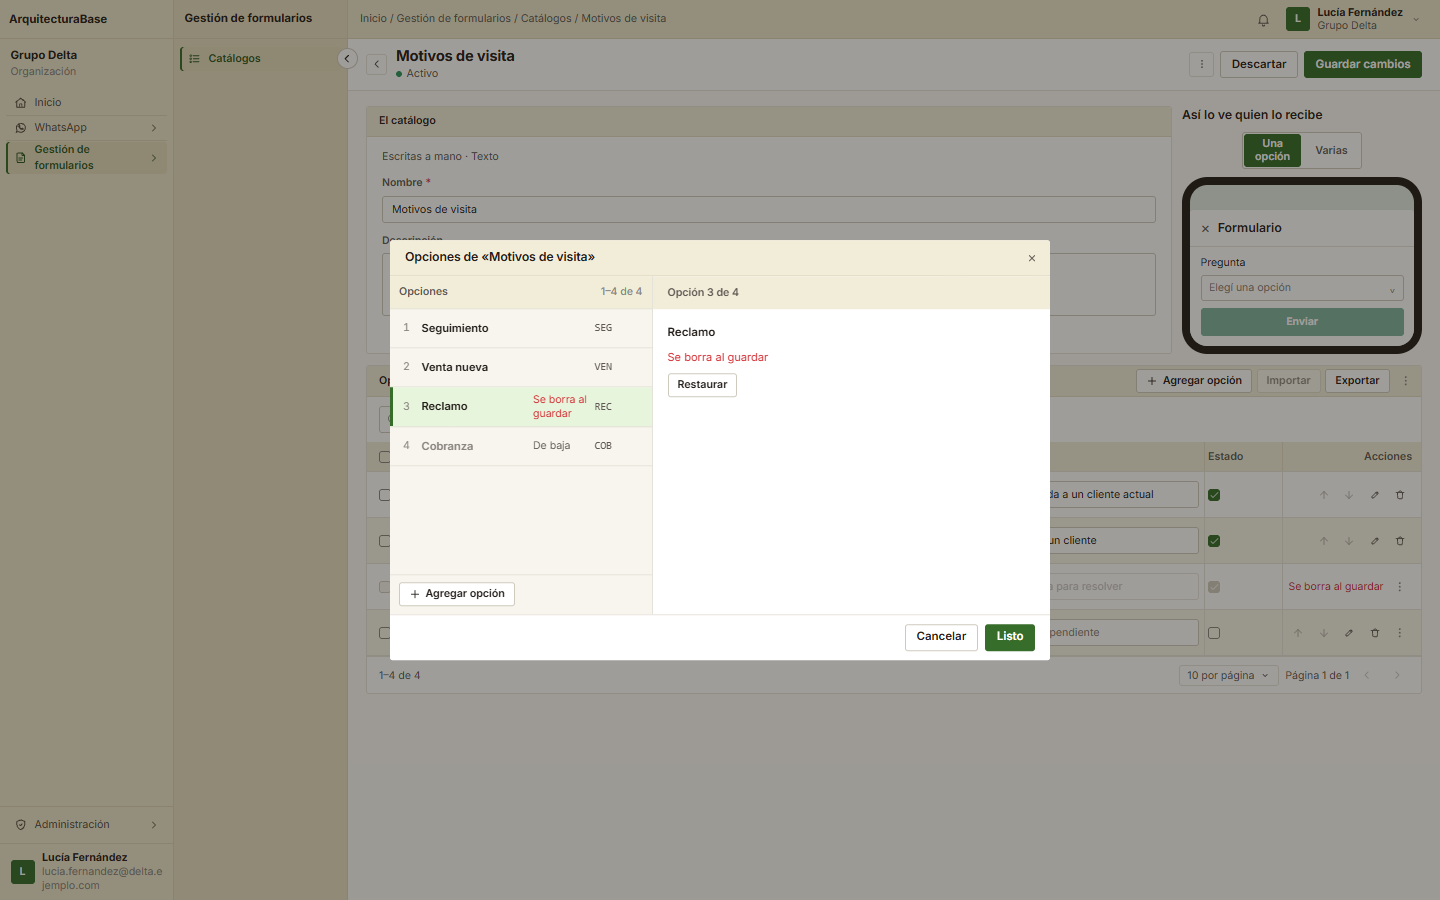 ArquitecturaBase
Grupo Delta
Organización
Inicio
WhatsApp
Gestión de
formularios
Administración
Lucía Fernández
L
lucia.fernandez@delta.e
jemplo.com
Gestión de formularios
Catálogos
Inicio / Gestión de formularios / Catálogos / Motivos de visita
L
Lucía Fernández
Grupo Delta
Motivos de visita
Activo
Descartar
Guardar cambios
El catálogo
Escritas a mano · Texto
Nombre *
Motivos de visita
Descripción
Así lo ve quien lo recibe
Una
opción
Varias
Formulario
Pregunta
Elegí una opción
Enviar
Opciones de «Motivos de visita»
Opciones
1–4 de 4
1 Seguimiento SEG
2 Venta nueva VEN
3 Reclamo Se borra al
guardar REC
4 Cobranza De baja COB
Agregar opción
Opción 3 de 4
Reclamo
Se borra al guardar
Restaurar
Cancelar
Listo
Agregar opción
Importar
Exportar
Estado
Acciones
a un cliente actual
un cliente
para resolver
Se borra al guardar
pendiente
1–4 de 4
10 por página
Página 1 de 1